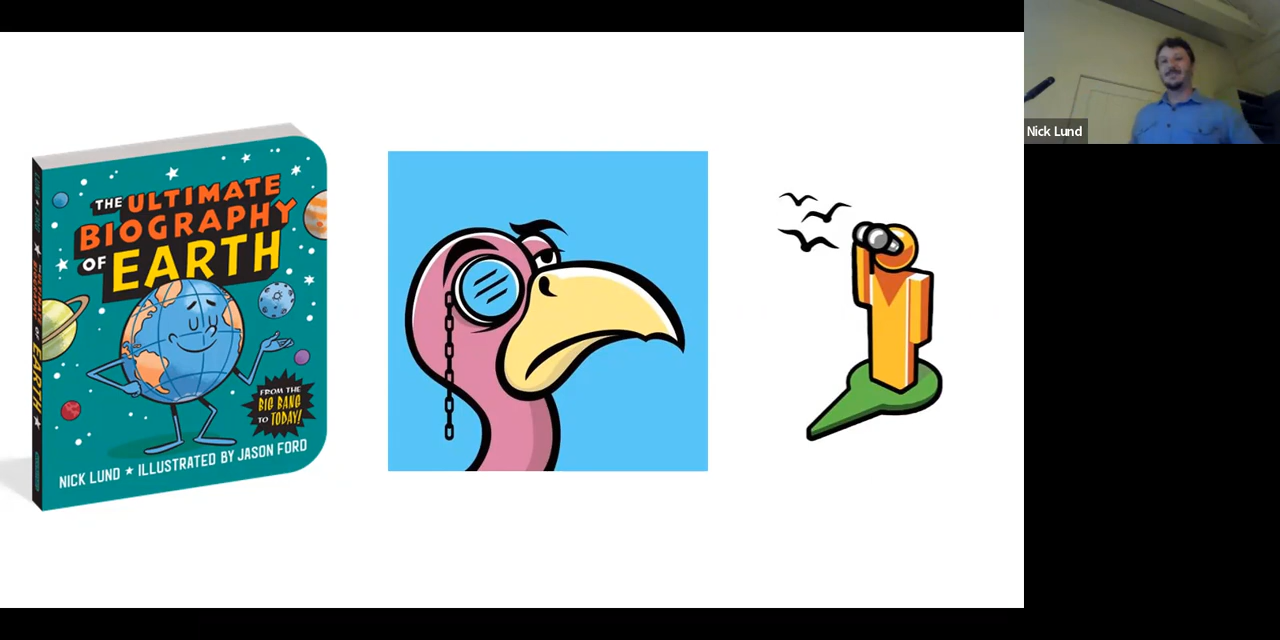 THE ULTIMATE
BIOGRAPHY
OF EARTH
FROM THE
BIG BANG
TO TODAY!
NICK LUND ★ ILLUSTRATED BY JASON FORD
Nick Lund